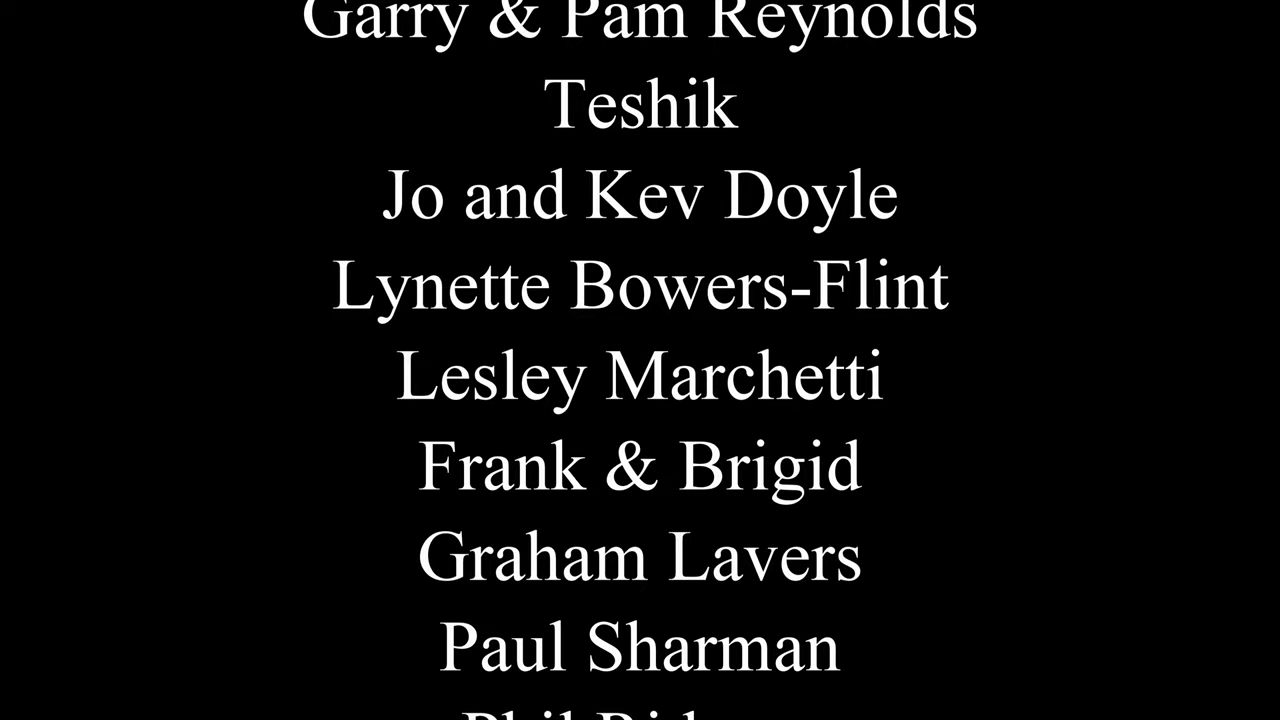 Garry & Pam Reynolds
Teshik
Jo and Kev Doyle
Lynette Bowers-Flint
Lesley Marchetti
Frank & Brigid
Graham Lavers
Paul Sharman
Phil